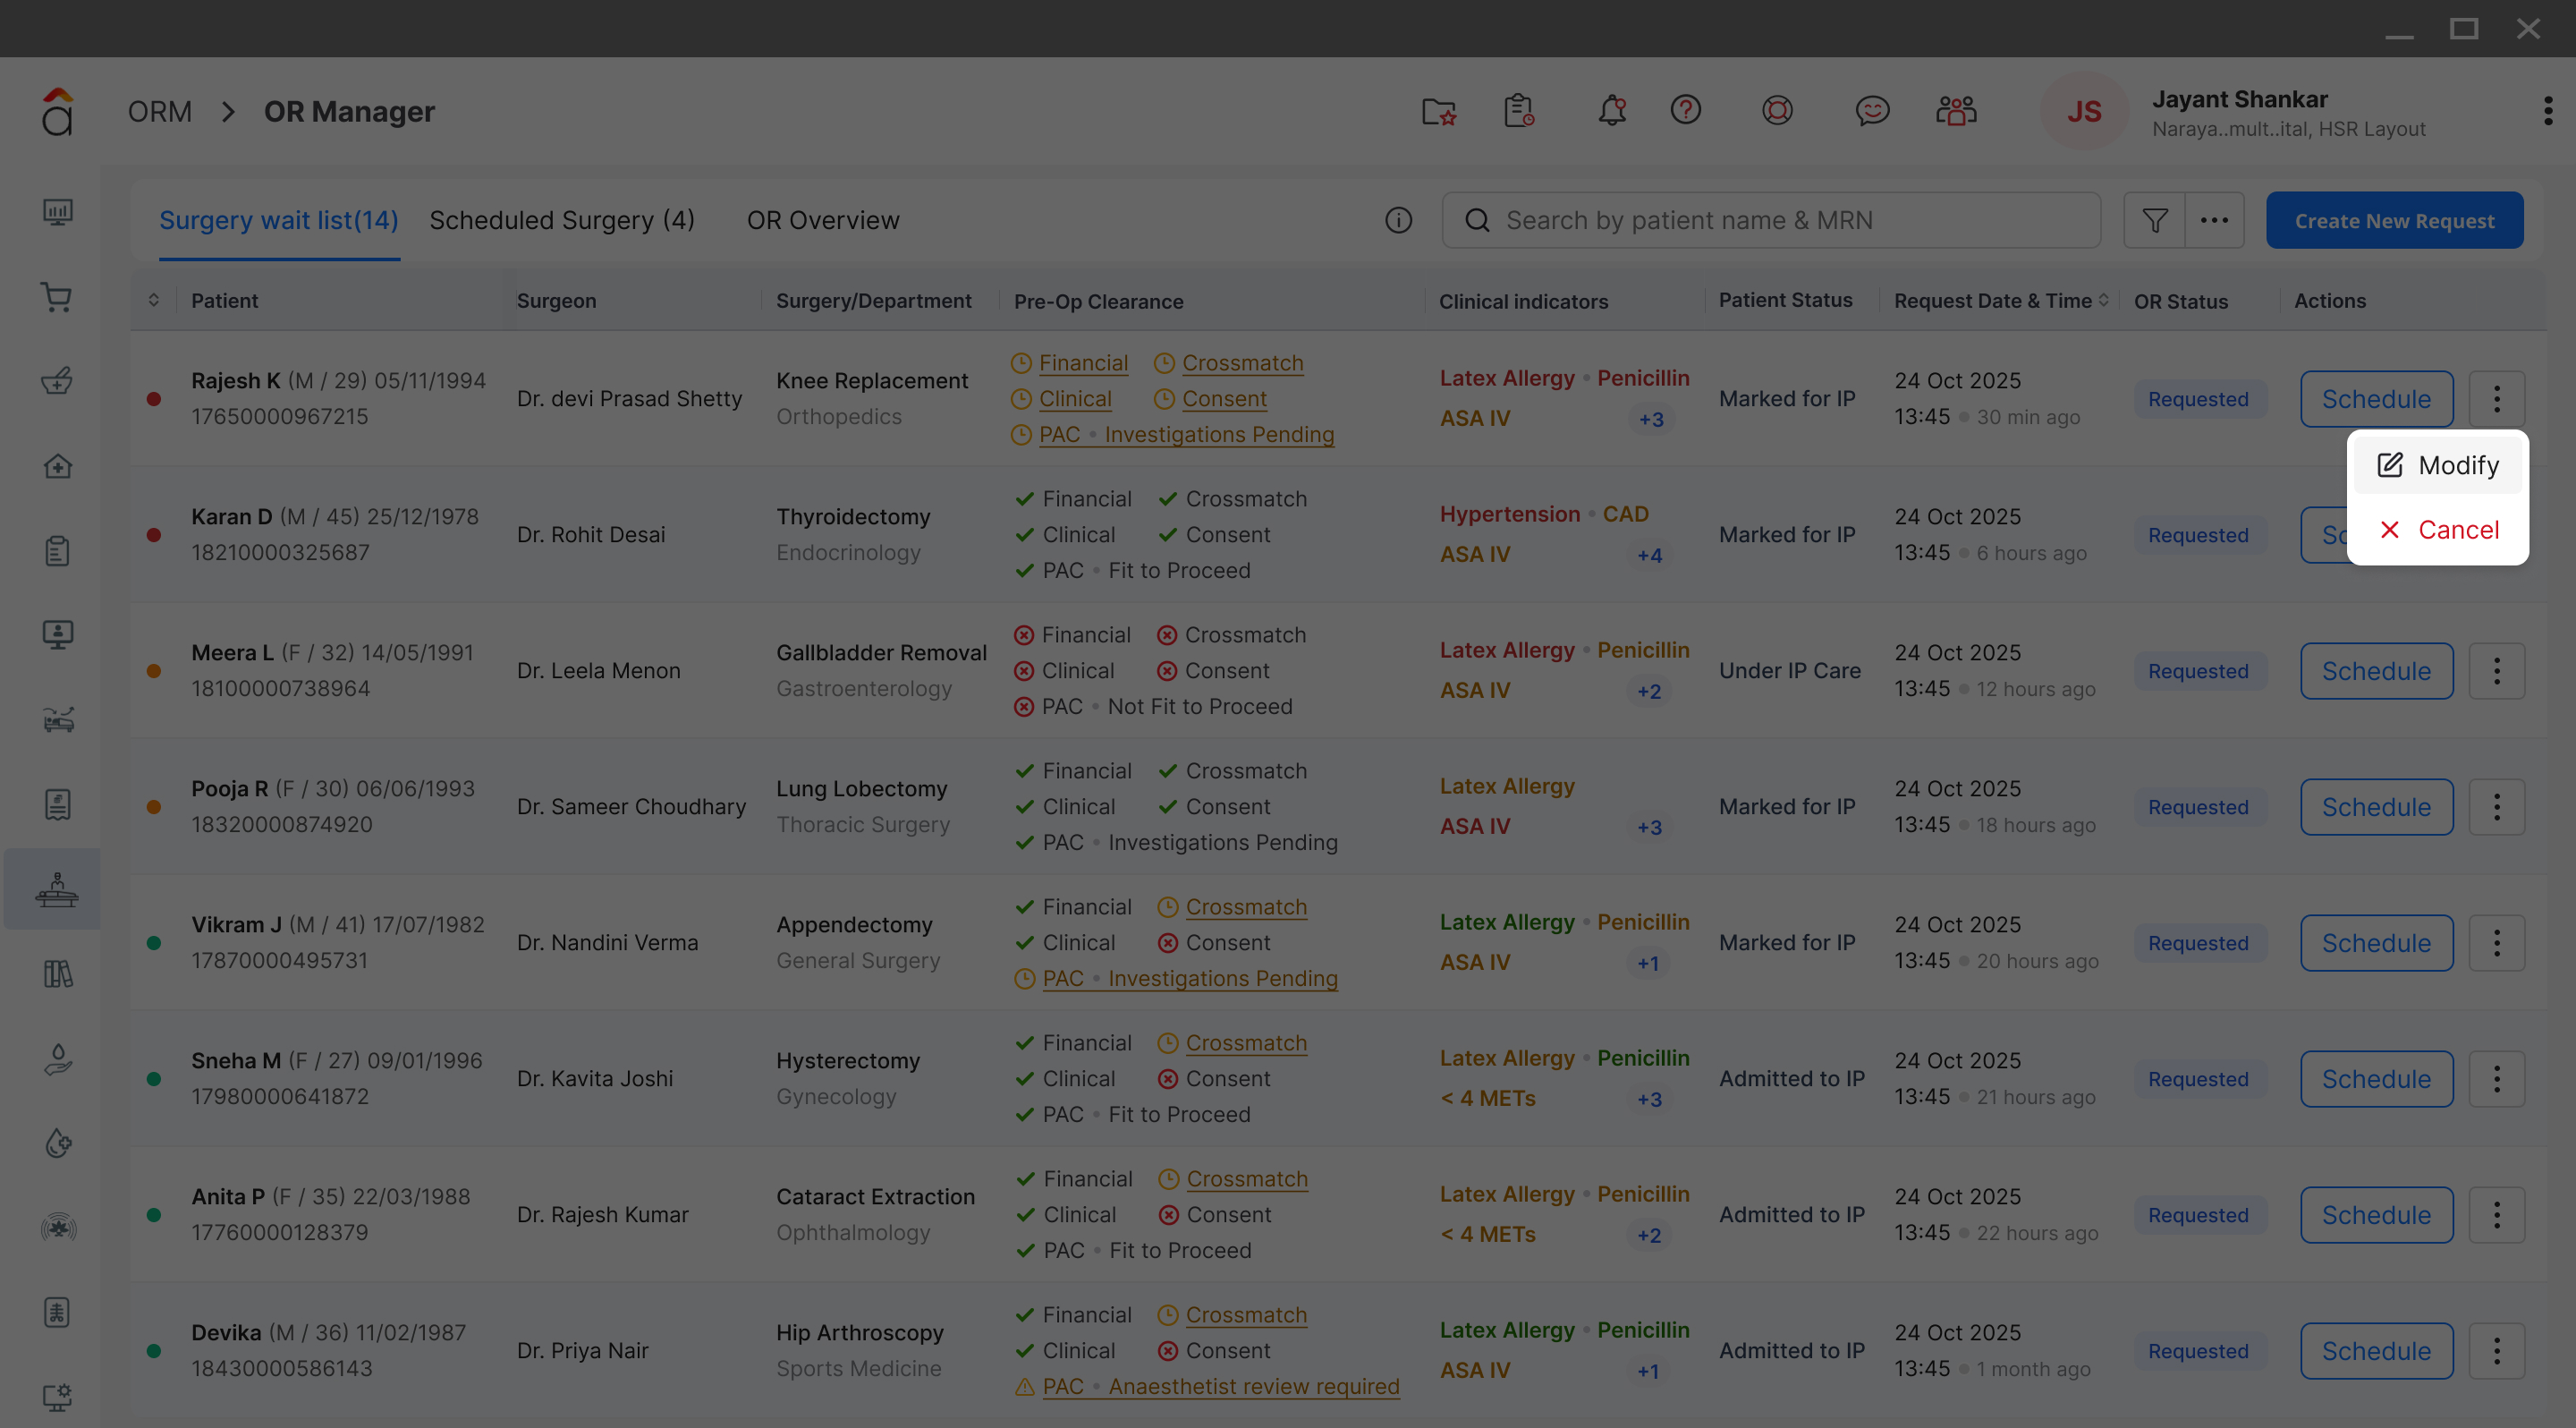 ORM > OR Manager
JS
Jayant Shankar
Naraya..mult..ital, HSR Layout
Surgery wait list(14) Scheduled Surgery (4) OR Overview
Search by patient name & MRN
Create New Request
Patient Surgeon Surgery/Department Pre-Op Clearance Clinical indicators Patient Status Request Date & Time OR Status Actions
Rajesh K (M / 29) 05/11/1994
17650000967215
Dr. devi Prasad Shetty
Knee Replacement
Orthopedics
Financial Crossmatch
Clinical Consent
PAC • Investigations Pending
Latex Allergy • Penicillin
ASA IV +3
Marked for IP
24 Oct 2025
13:45 • 30 min ago
Requested
Schedule
Modify
Cancel
Karan D (M / 45) 25/12/1978
18210000325687
Dr. Rohit Desai
Thyroidectomy
Endocrinology
Financial Crossmatch
Clinical Consent
PAC • Fit to Proceed
Hypertension • CAD
ASA IV +4
Marked for IP
24 Oct 2025
13:45 • 6 hours ago
Requested
Sc
Meera L (F / 32) 14/05/1991
18100000738964
Dr. Leela Menon
Gallbladder Removal
Gastroenterology
Financial Crossmatch
Clinical Consent
PAC • Not Fit to Proceed
Latex Allergy • Penicillin
ASA IV +2
Under IP Care
24 Oct 2025
13:45 • 12 hours ago
Requested
Schedule
Pooja R (F / 30) 06/06/1993
18320000874920
Dr. Sameer Choudhary
Lung Lobectomy
Thoracic Surgery
Financial Crossmatch
Clinical Consent
PAC • Investigations Pending
Latex Allergy
ASA IV +3
Marked for IP
24 Oct 2025
13:45 • 18 hours ago
Requested
Schedule
Vikram J (M / 41) 17/07/1982
17870000495731
Dr. Nandini Verma
Appendectomy
General Surgery
Financial Crossmatch
Clinical Consent
PAC • Investigations Pending
Latex Allergy • Penicillin
ASA IV +1
Marked for IP
24 Oct 2025
13:45 • 20 hours ago
Requested
Schedule
Sneha M (F / 27) 09/01/1996
17980000641872
Dr. Kavita Joshi
Hysterectomy
Gynecology
Financial Crossmatch
Clinical Consent
PAC • Fit to Proceed
Latex Allergy • Penicillin
< 4 METs +3
Admitted to IP
24 Oct 2025
13:45 • 21 hours ago
Requested
Schedule
Anita P (F / 35) 22/03/1988
17760000128379
Dr. Rajesh Kumar
Cataract Extraction
Ophthalmology
Financial Crossmatch
Clinical Consent
PAC • Fit to Proceed
Latex Allergy • Penicillin
< 4 METs +2
Admitted to IP
24 Oct 2025
13:45 • 22 hours ago
Requested
Schedule
Devika (M / 36) 11/02/1987
18430000586143
Dr. Priya Nair
Hip Arthroscopy
Sports Medicine
Financial Crossmatch
Clinical Consent
PAC • Anaesthetist review required
Latex Allergy • Penicillin
ASA IV +1
Admitted to IP
24 Oct 2025
13:45 • 1 month ago
Requested
Schedule